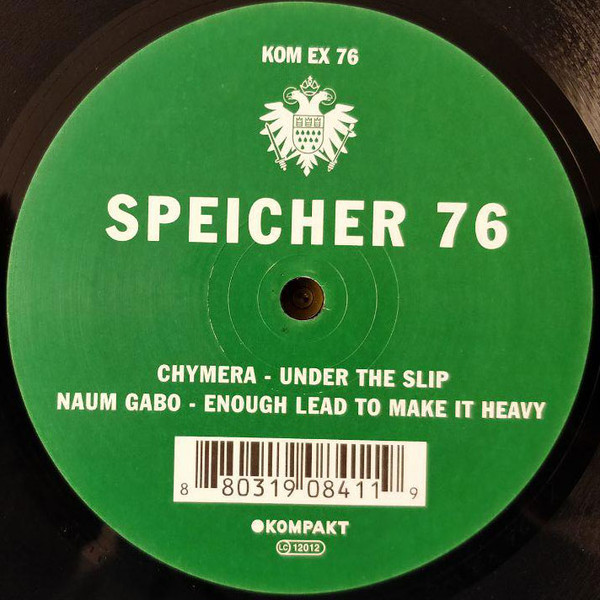 KOM EX 76
SPEICHER 76
CHYMERA - UNDER THE SLIP
NAUM GABO - ENOUGH LEAD TO MAKE IT HEAVY
8 80319 08411 9
KOMPAKT
LC 12012